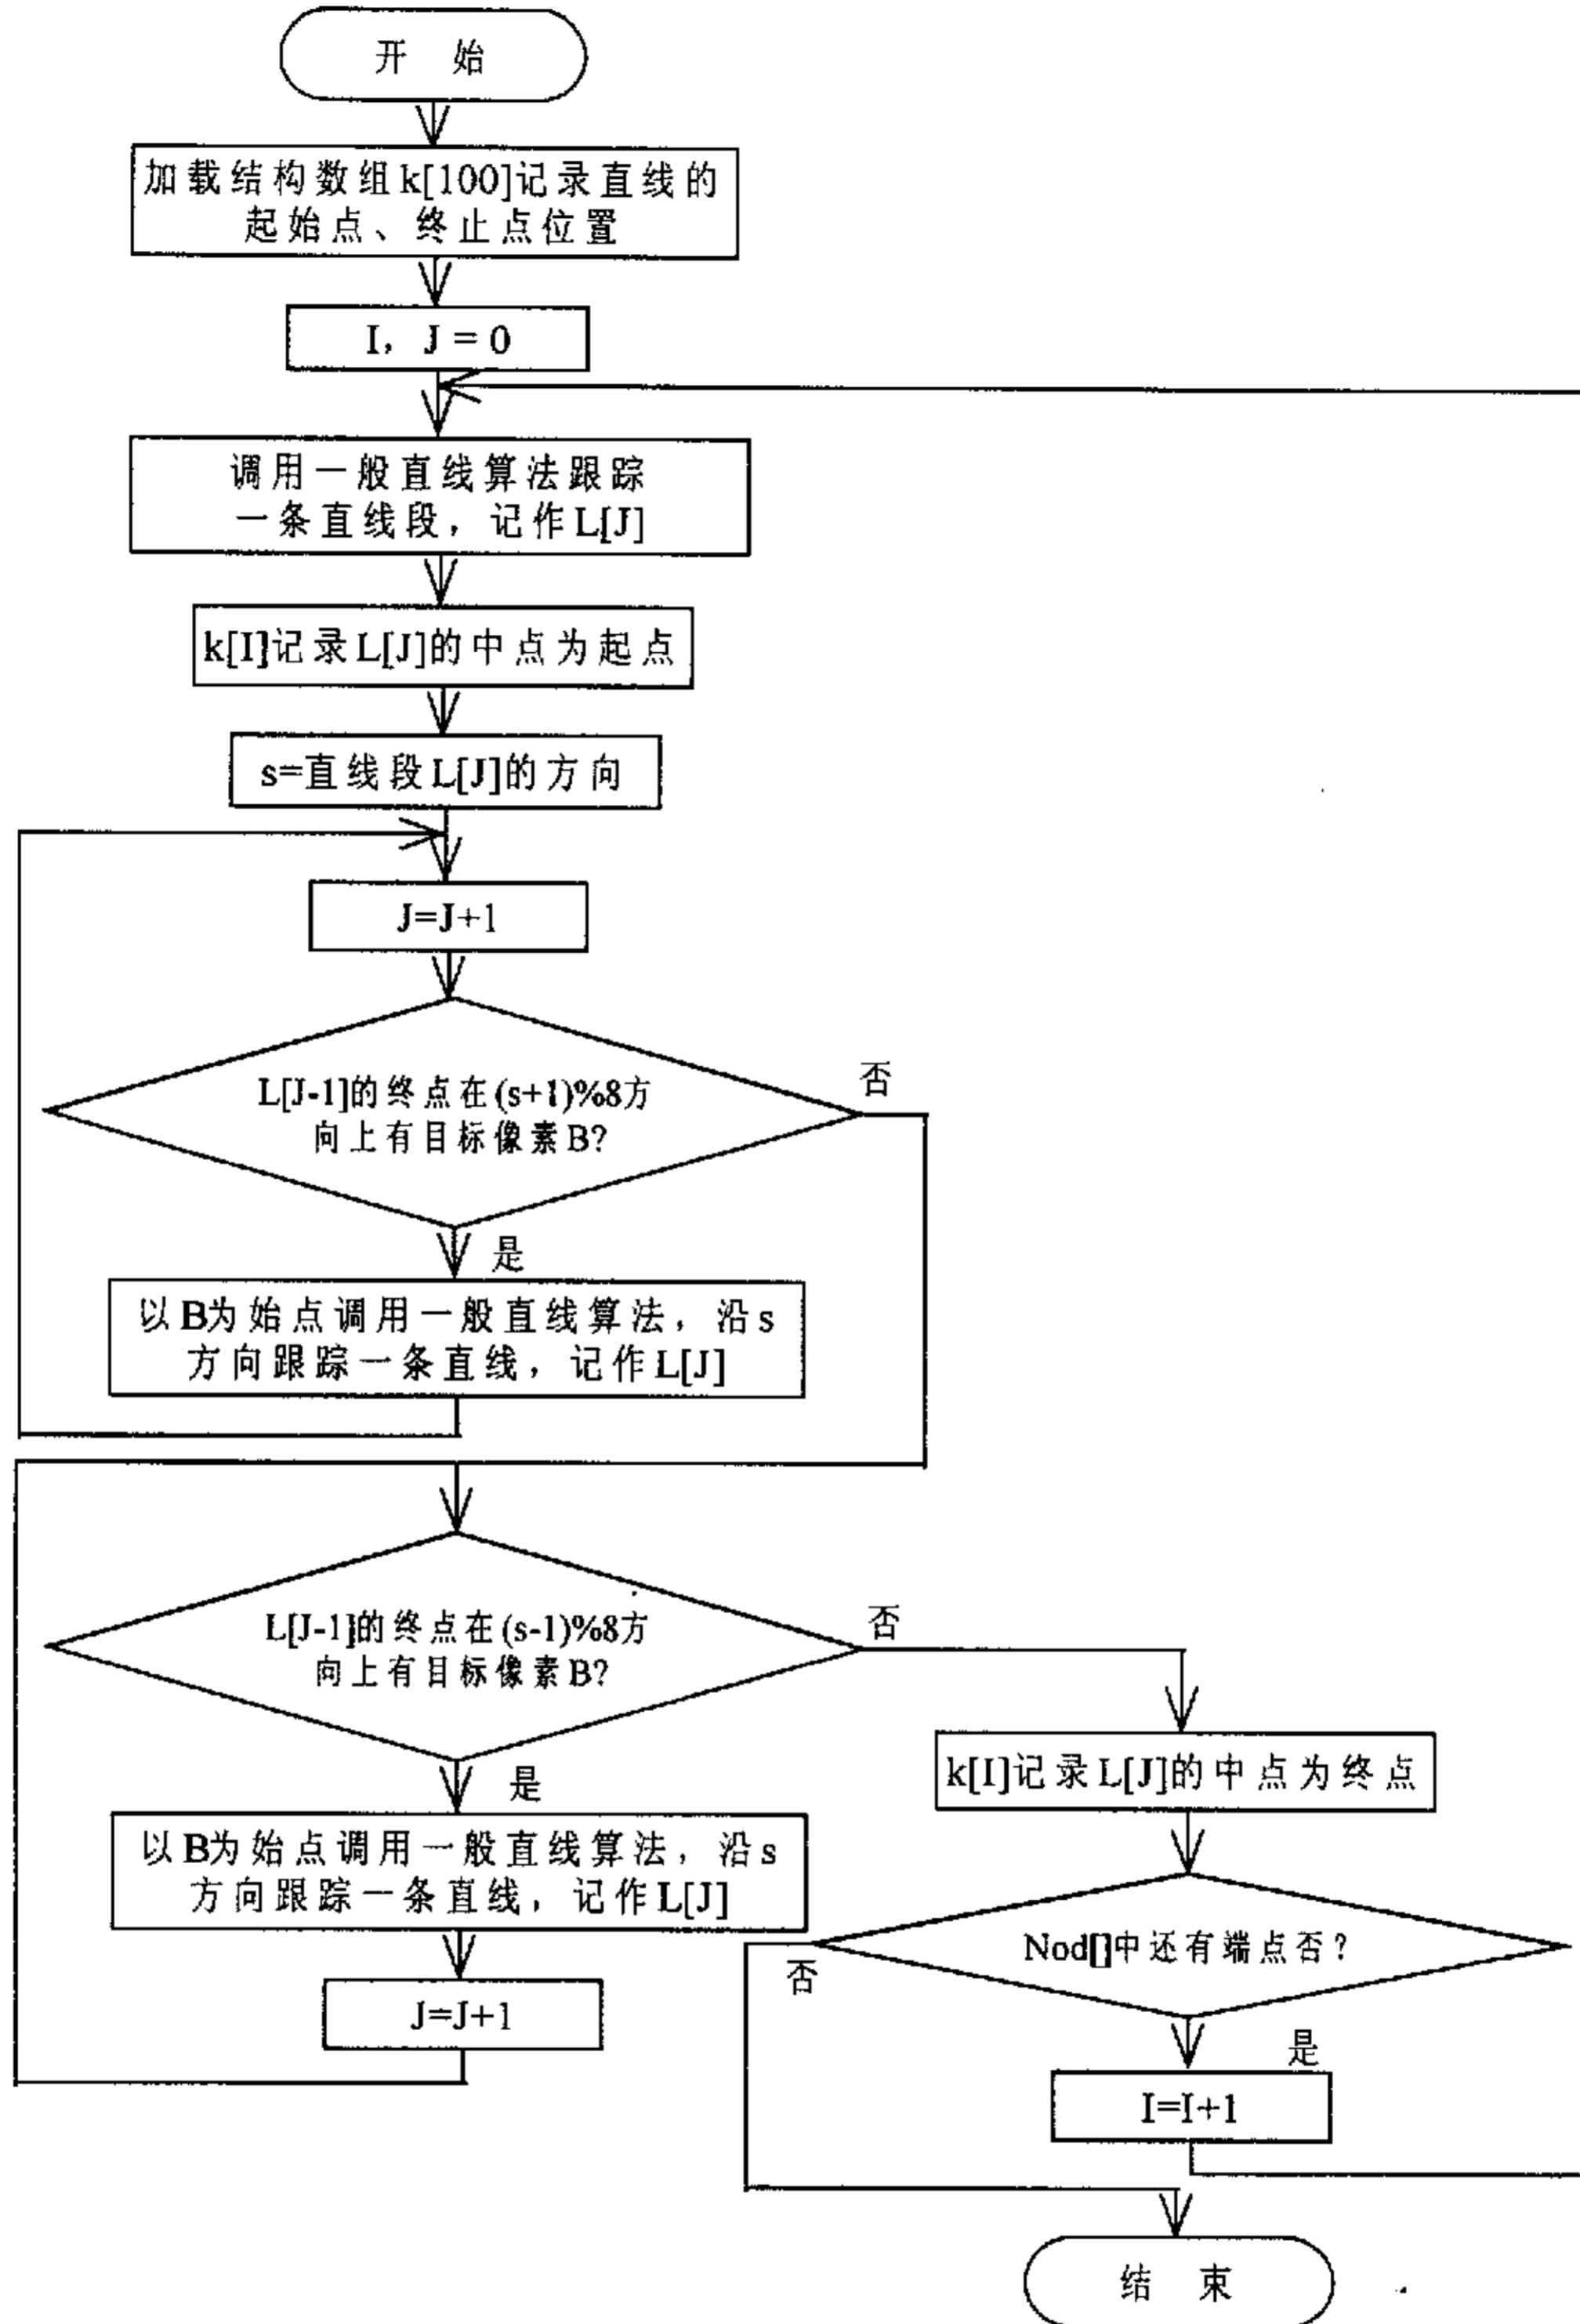 开 始
加载结构数组k[100]记录直线的
起始点、终止点位置
I, J = 0
调用一般直线算法跟踪
一条直线段，记作L[J]
k[I]记录L[J]的中点为起点
s=直线段L[J]的方向
J=J+1
L[J-1]的终点在(s+1)%8方
向上有目标像素B?
否
是
以B为始点调用一般直线算法，沿s
方向跟踪一条直线，记作L[J]
L[J-1]的终点在(s-1)%8方
向上有目标像素B?
否
是
以B为始点调用一般直线算法，沿s
方向跟踪一条直线，记作L[J]
J=J+1
k[I]记录L[J]的中点为终点
Nod[]中还有端点否？
否
是
I=I+1
结 束